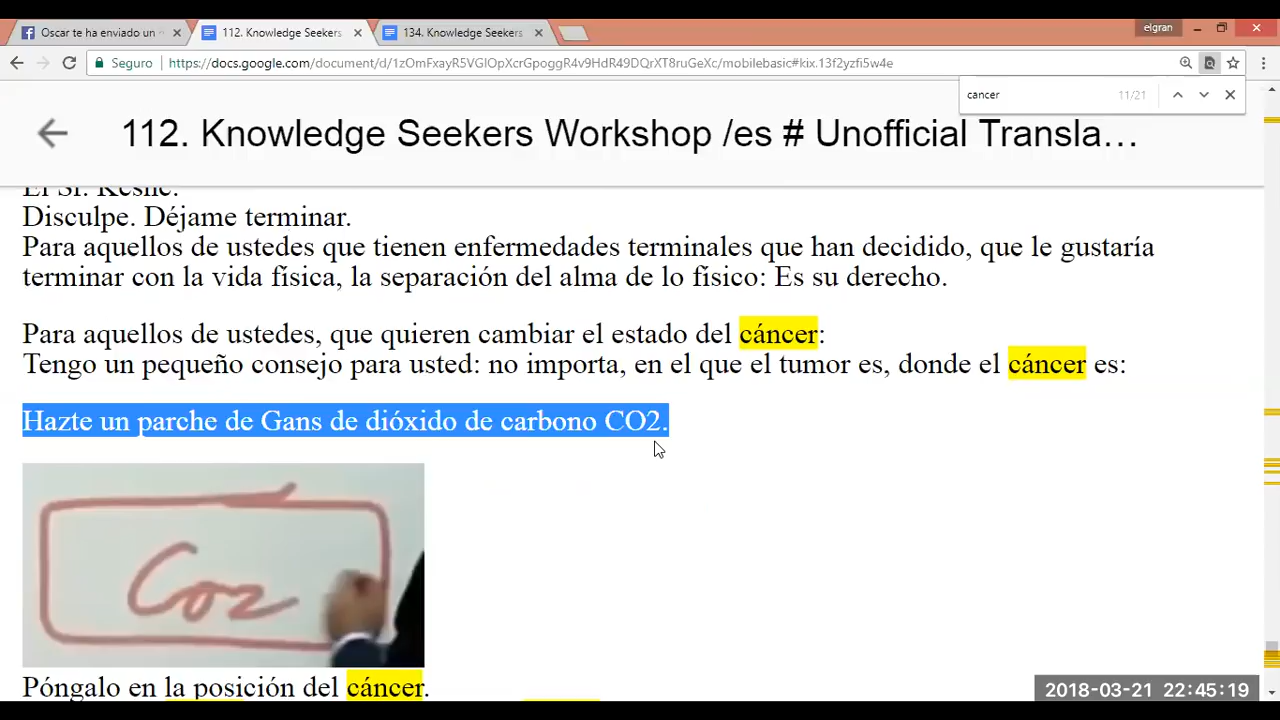 Oscar te ha enviado un
112. Knowledge Seekers
134. Knowledge Seekers
elgran
Seguro
https://docs.google.com/document/d/1zOmFxayR5VGIOpXcrGpoggR4v9HdR49DQrXT8ruGeXc/mobilebasic#kix.13f2yzfi5w4e
cancer 11/21
112. Knowledge Seekers Workshop /es # Unofficial Transla...
El Sr. Keshe.
Disculpe. Déjame terminar.
Para aquellos de ustedes que tienen enfermedades terminales que han decidido, que le gustaría
terminar con la vida física, la separación del alma de lo físico: Es su derecho.
Para aquellos de ustedes, que quieren cambiar el estado del cáncer:
Tengo un pequeño consejo para usted: no importa, en el que el tumor es, donde el cáncer es:
Hazte un parche de Gans de dióxido de carbono CO2.
Co2
Póngalo en la posición del cáncer.
2018-03-21 22:45:19